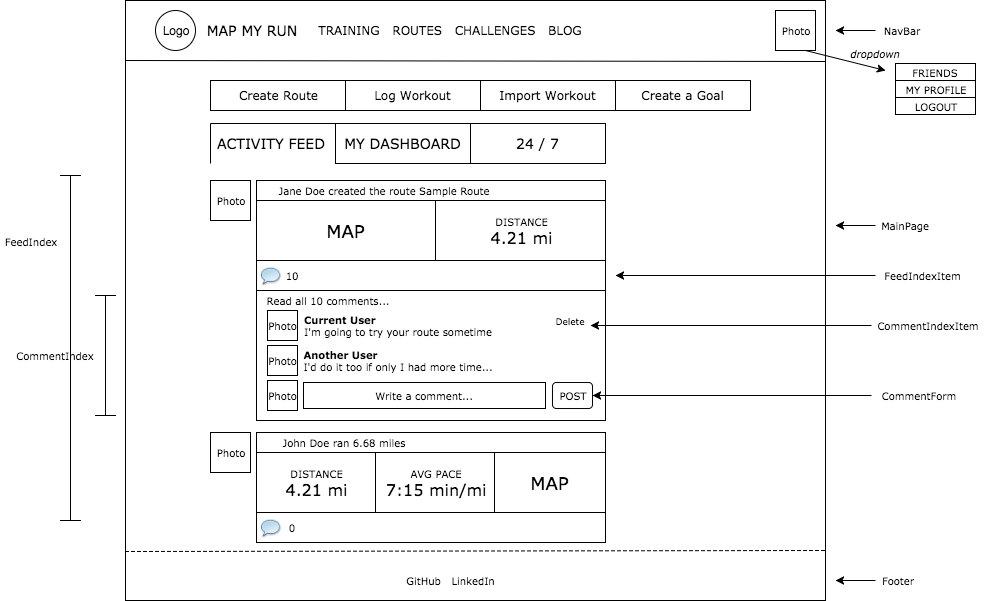 Logo MAP MY RUN TRAINING ROUTES CHALLENGES BLOG Photo NavBar
dropdown
FRIENDS
MY PROFILE
LOGOUT
Create Route Log Workout Import Workout Create a Goal
ACTIVITY FEED MY DASHBOARD 24 / 7
Photo
Jane Doe created the route Sample Route
MAP
DISTANCE
4.21 mi
MainPage
FeedIndex
10
FeedIndexItem
Read all 10 comments...
Photo
Current User
I'm going to try your route sometime
Delete
CommentIndexItem
CommentIndex
Photo
Another User
I'd do it too if only I had more time...
Photo
Write a comment...
POST
CommentForm
Photo
John Doe ran 6.68 miles
DISTANCE
4.21 mi
AVG PACE
7:15 min/mi
MAP
0
GitHub LinkedIn
Footer